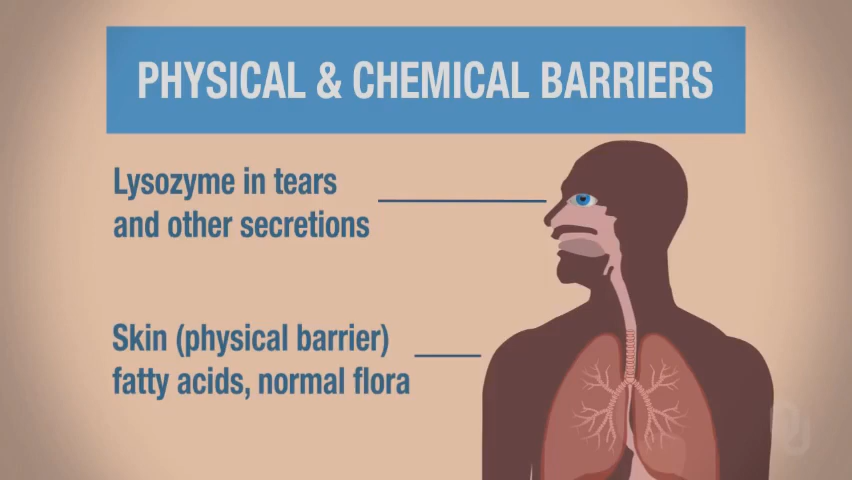 PHYSICAL & CHEMICAL BARRIERS
Lysozyme in tears
and other secretions
Skin (physical barrier)
fatty acids, normal flora